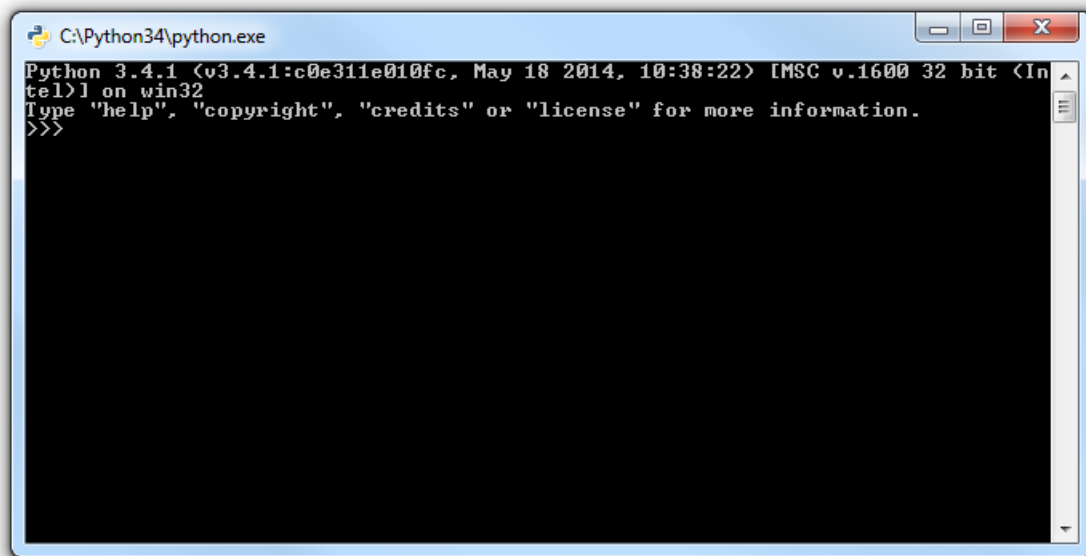 C:\Python34\python.exe
Python 3.4.1 (v3.4.1:c0e311e010fc, May 18 2014, 10:38:22) [MSC v.1600 32 bit (In
tel)] on win32
Type "help", "copyright", "credits" or "license" for more information.
>>>